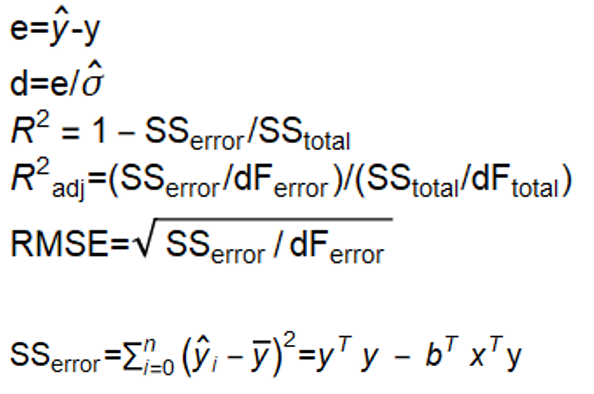 e=ŷ-y
d=e/σ̂
R² = 1 – SSerror/SStotal
R²adj=(SSerror/dFerror)/(SStotal/dFtotal)
RMSE=√SSerror / dFerror
SSerror=∑ⁿi=0 (ŷᵢ – ȳ)²=yᵀ y – bᵀ xᵀy